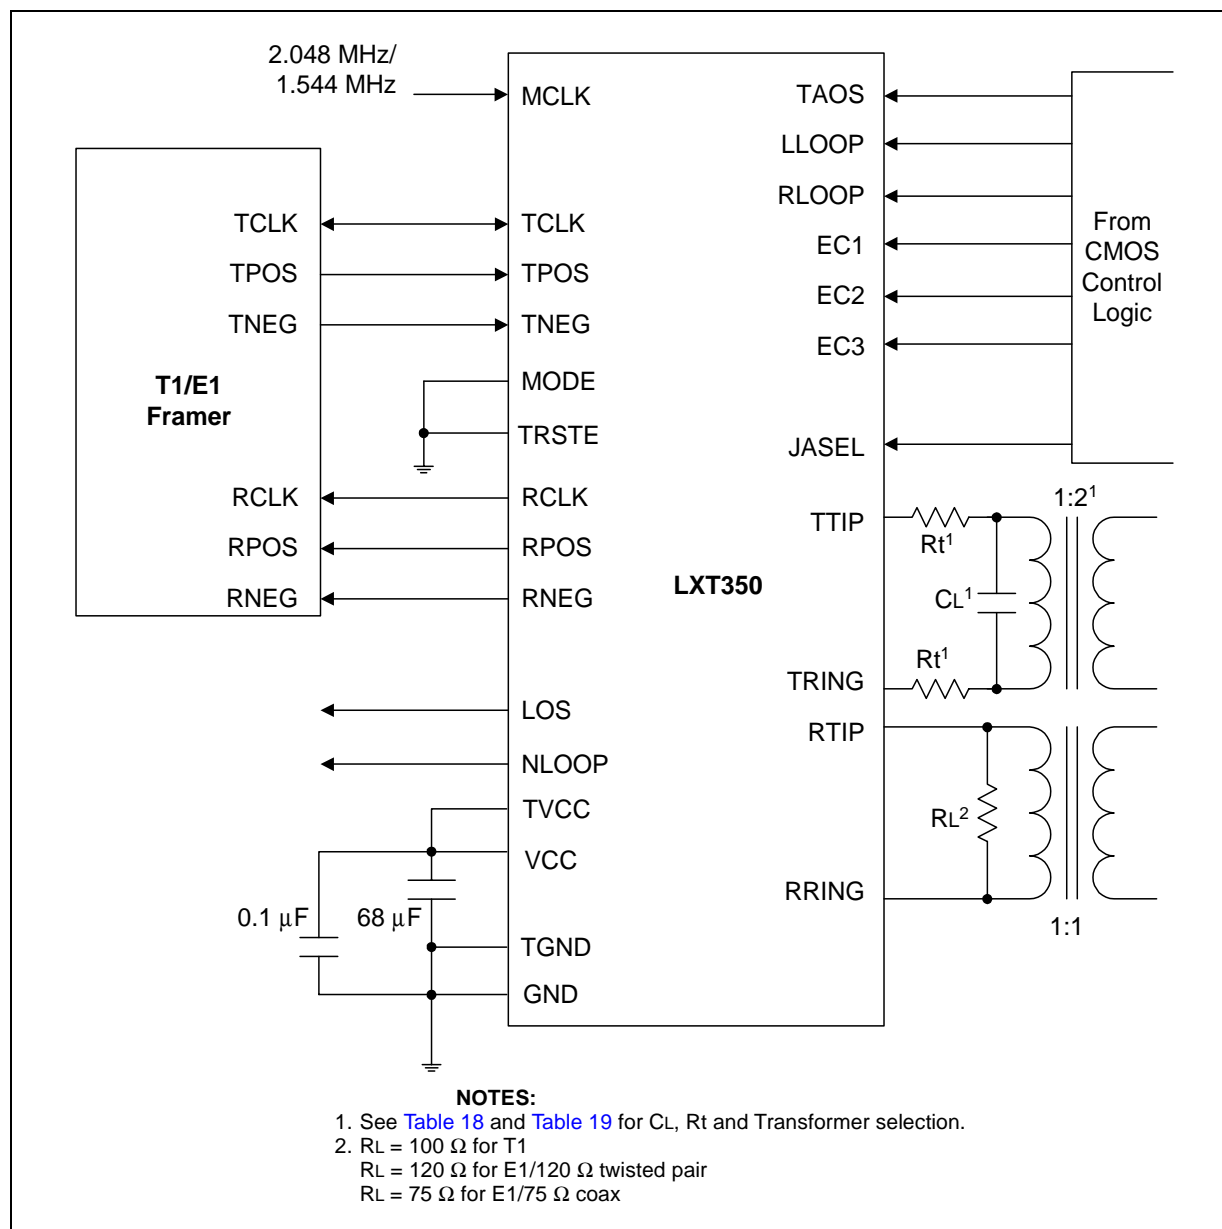 2.048 MHz/
1.544 MHz
MCLK
TAOS
LLOOP
RLOOP
EC1
EC2
EC3
JASEL
From
CMOS
Control
Logic
TCLK
TPOS
TNEG
T1/E1
Framer
RCLK
RPOS
RNEG
TCLK
TPOS
TNEG
MODE
TRSTE
RCLK
RPOS
RNEG
LXT350
LOS
NLOOP
TVCC
VCC
TGND
GND
0.1 µF
68 µF
TTIP
Rt¹
CL¹
1:2¹
Rt¹
TRING
RTIP
RL²
RRING
1:1
NOTES:
1. See Table 18 and Table 19 for CL, Rt and Transformer selection.
2. RL = 100 Ω for T1
RL = 120 Ω for E1/120 Ω twisted pair
RL = 75 Ω for E1/75 Ω coax